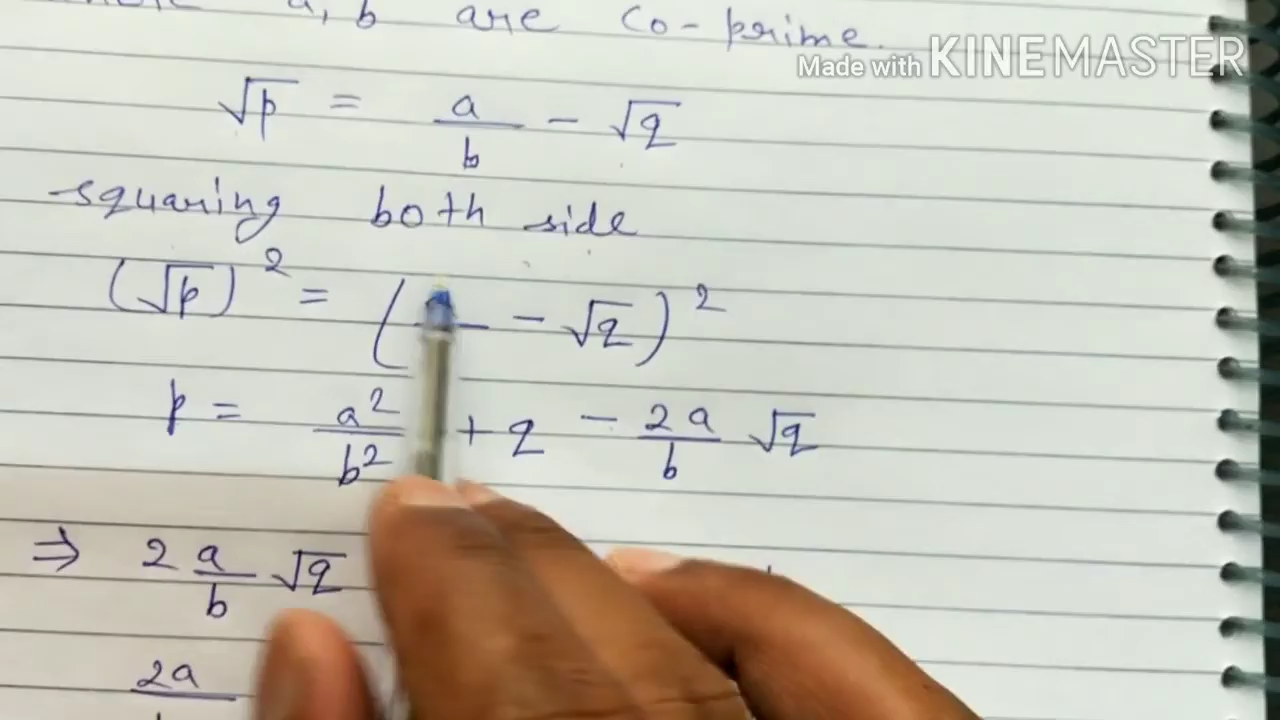 a, b are co-prime.
Made with KINEMASTER
√p = a/b - √q
squaring both side
(√p)² = ( - √q)²
p = a²/b² + q - 2a/b √q
⇒ 2 a/b √q
2a